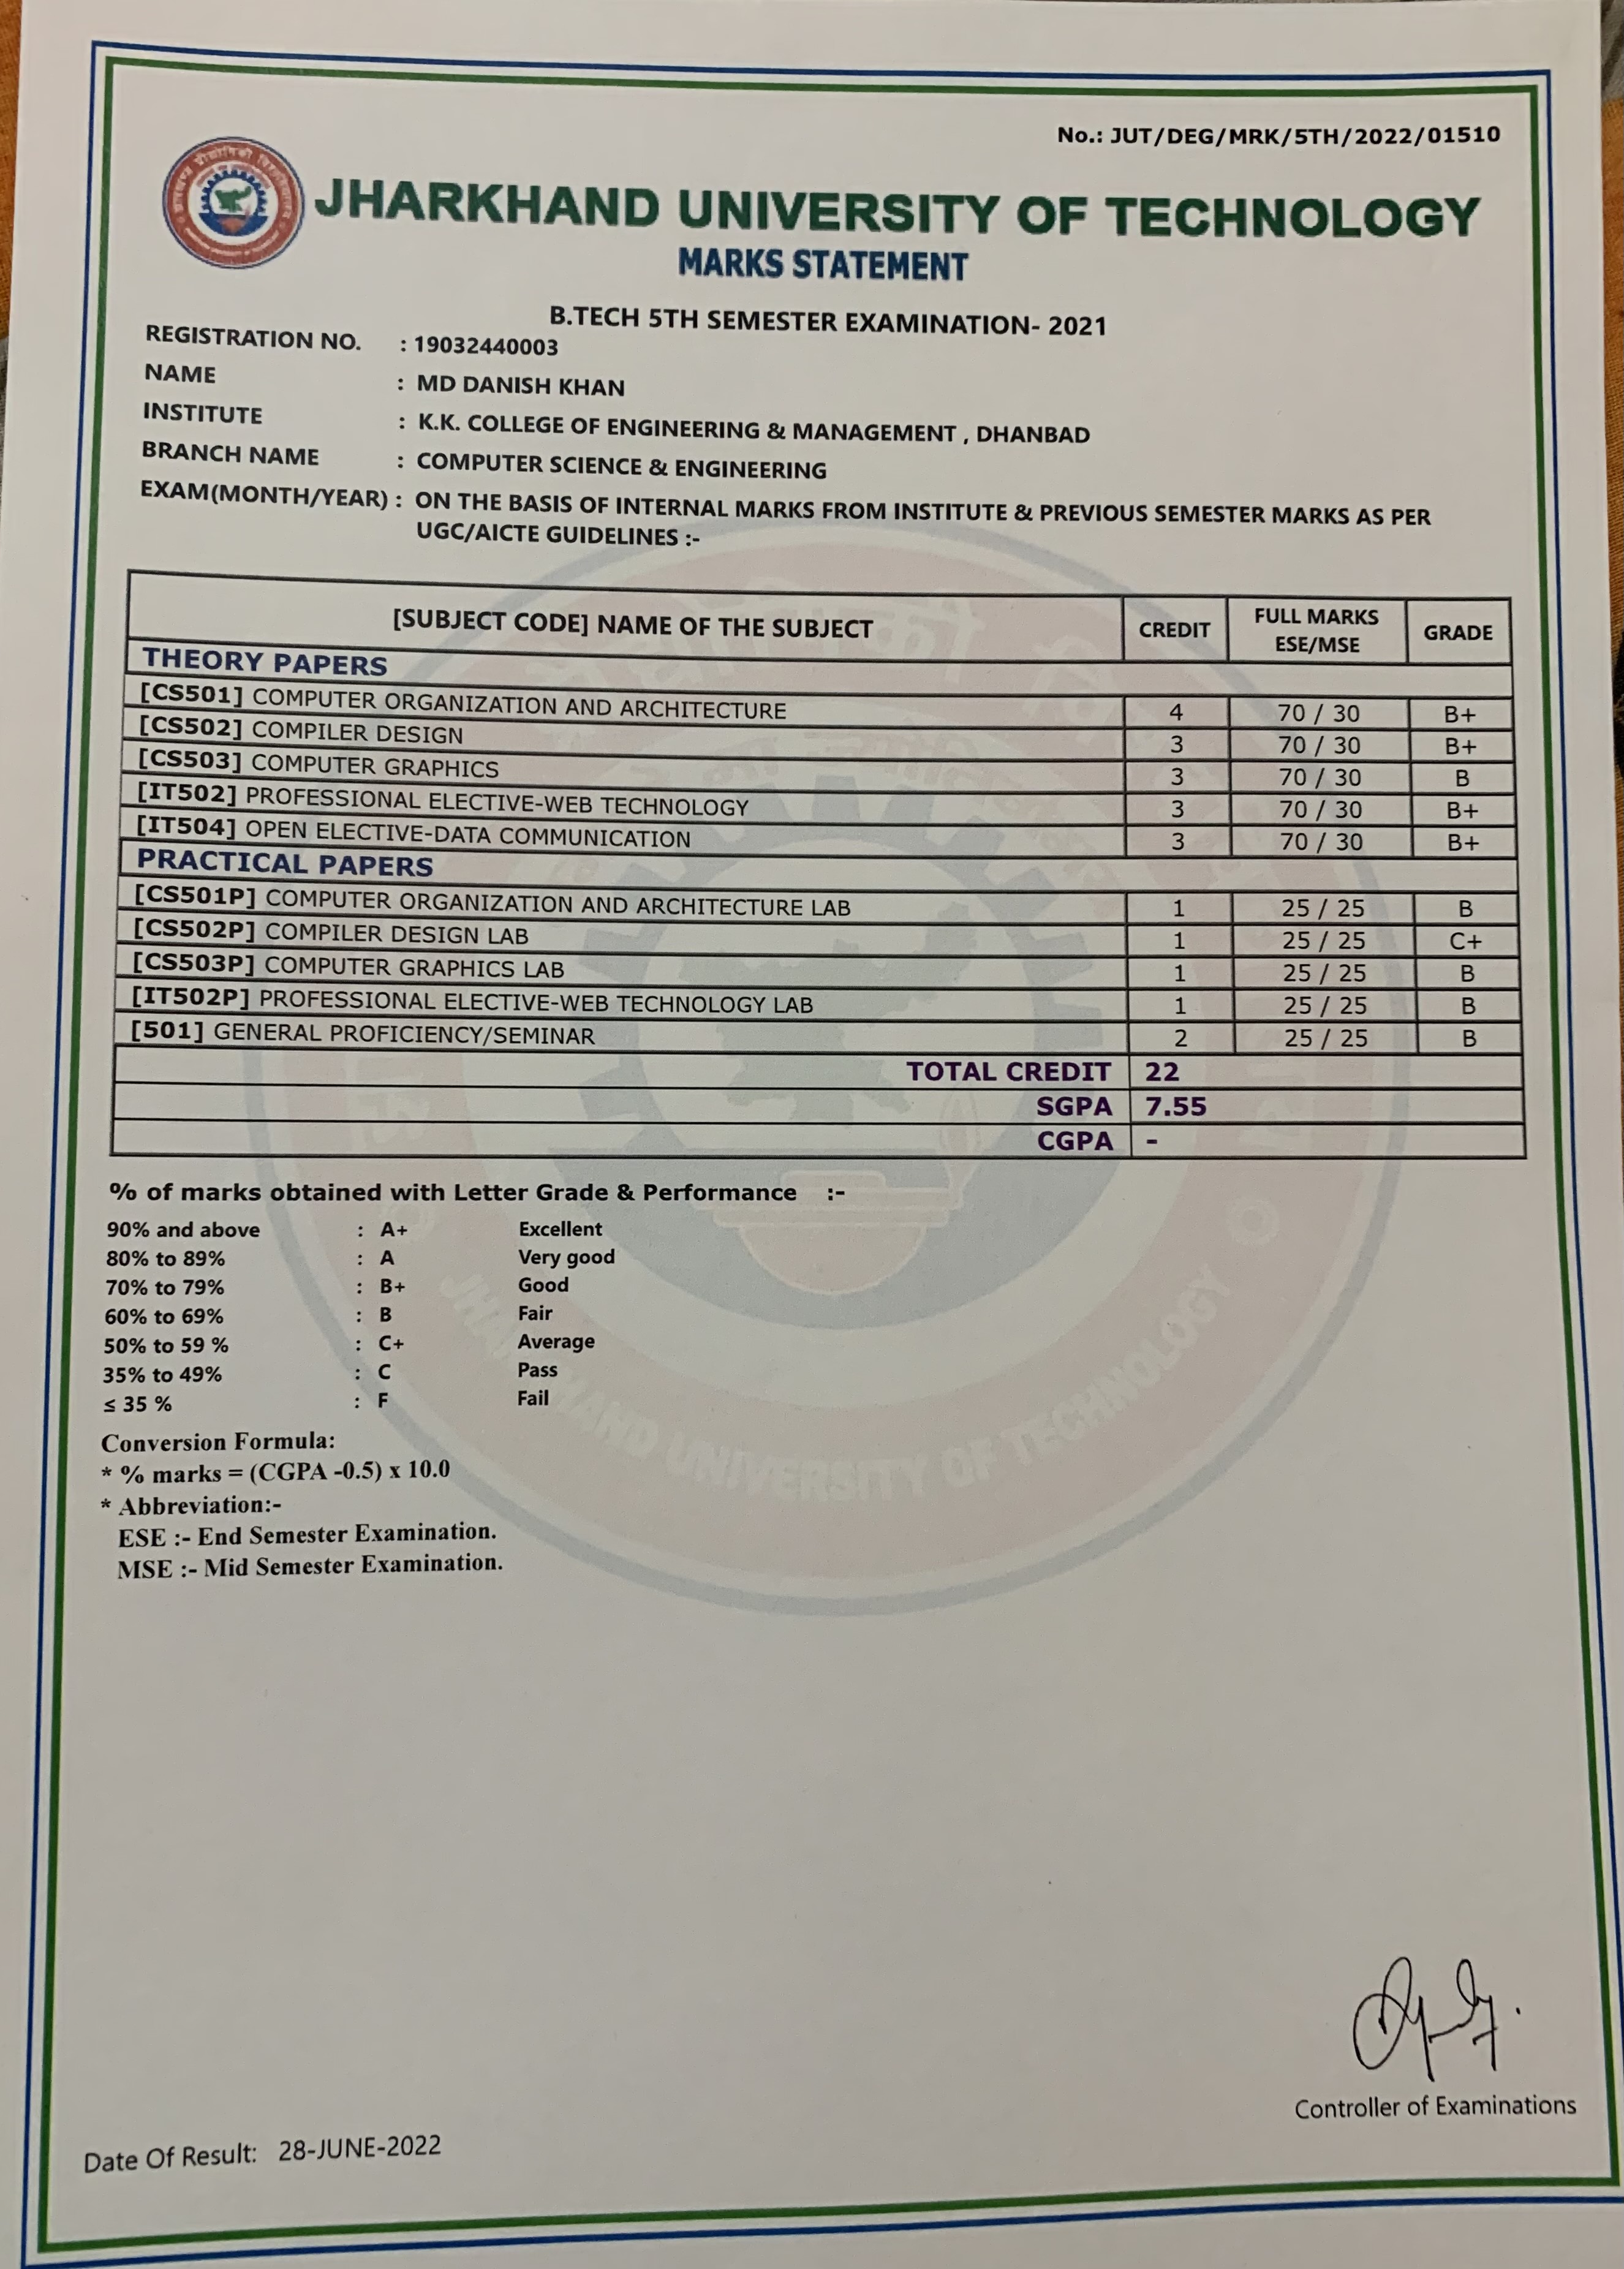 No.: JUT/DEG/MRK/5TH/2022/01510
JHARKHAND UNIVERSITY OF TECHNOLOGY
MARKS STATEMENT
B.TECH 5TH SEMESTER EXAMINATION- 2021
REGISTRATION NO. : 19032440003
NAME : MD DANISH KHAN
INSTITUTE : K.K. COLLEGE OF ENGINEERING & MANAGEMENT , DHANBAD
BRANCH NAME : COMPUTER SCIENCE & ENGINEERING
EXAM(MONTH/YEAR) : ON THE BASIS OF INTERNAL MARKS FROM INSTITUTE & PREVIOUS SEMESTER MARKS AS PER
UGC/AICTE GUIDELINES :-
[SUBJECT CODE] NAME OF THE SUBJECT CREDIT FULL MARKS ESE/MSE GRADE
THEORY PAPERS
[CS501] COMPUTER ORGANIZATION AND ARCHITECTURE 4 70 / 30 B+
[CS502] COMPILER DESIGN 3 70 / 30 B+
[CS503] COMPUTER GRAPHICS 3 70 / 30 B
[IT502] PROFESSIONAL ELECTIVE-WEB TECHNOLOGY 3 70 / 30 B+
[IT504] OPEN ELECTIVE-DATA COMMUNICATION 3 70 / 30 B+
PRACTICAL PAPERS
[CS501P] COMPUTER ORGANIZATION AND ARCHITECTURE LAB 1 25 / 25 B
[CS502P] COMPILER DESIGN LAB 1 25 / 25 C+
[CS503P] COMPUTER GRAPHICS LAB 1 25 / 25 B
[IT502P] PROFESSIONAL ELECTIVE-WEB TECHNOLOGY LAB 1 25 / 25 B
[501] GENERAL PROFICIENCY/SEMINAR 2 25 / 25 B
TOTAL CREDIT 22
SGPA 7.55
CGPA -
% of marks obtained with Letter Grade & Performance :-
90% and above : A+ Excellent
80% to 89% : A Very good
70% to 79% : B+ Good
60% to 69% : B Fair
50% to 59 % : C+ Average
35% to 49% : C Pass
≤ 35 % : F Fail
Conversion Formula:
* % marks = (CGPA -0.5) x 10.0
* Abbreviation:-
ESE :- End Semester Examination.
MSE :- Mid Semester Examination.
JHARKHAND UNIVERSITY OF TECHNOLOGY
Controller of Examinations
Date Of Result: 28-JUNE-2022